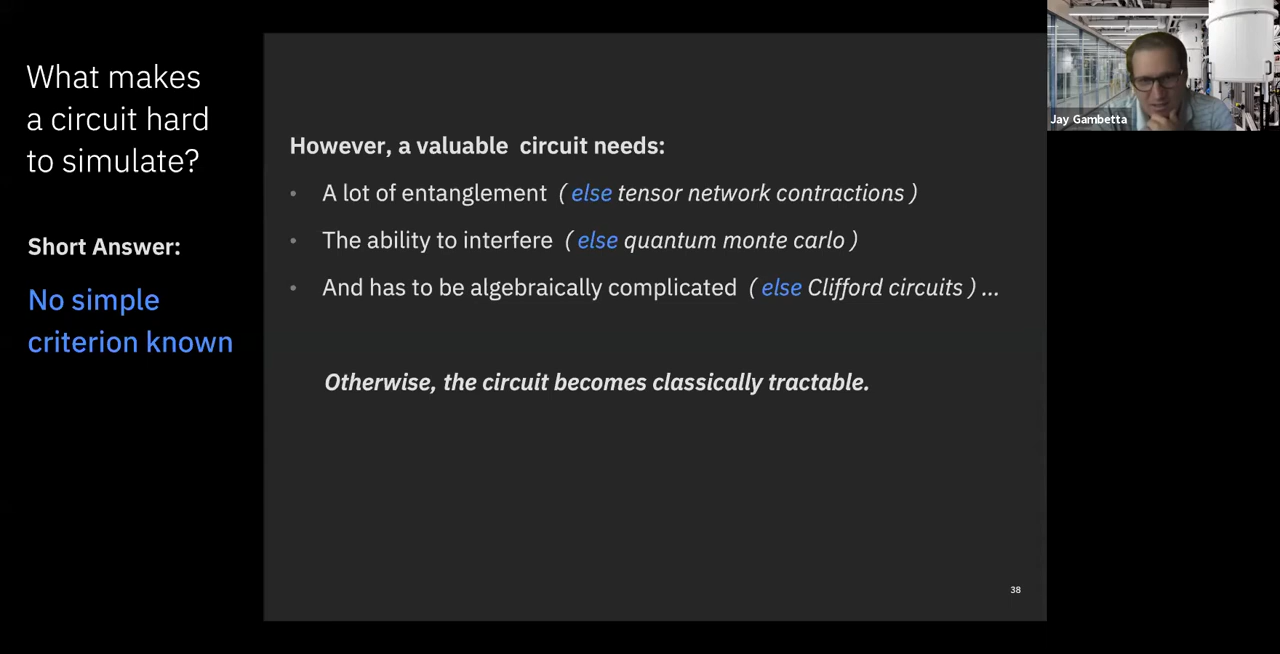 What makes
a circuit hard
to simulate?
Short Answer:
No simple
criterion known
However, a valuable circuit needs:
• A lot of entanglement ( else tensor network contractions )
• The ability to interfere ( else quantum monte carlo )
• And has to be algebraically complicated ( else Clifford circuits ) ...
Otherwise, the circuit becomes classically tractable.
38
Jay Gambetta